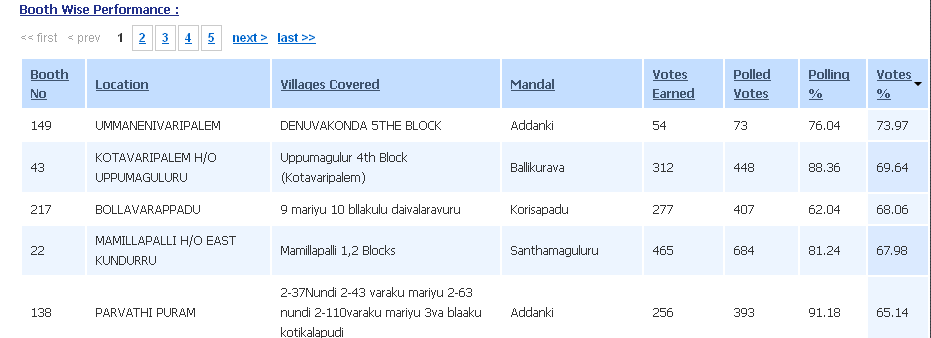 Booth Wise Performance :
<< first < prev 1 2 3 4 5 next > last >>
Booth No Location Villages Covered Mandal Votes Earned Polled Votes Polling % Votes %
149 UMMANENIVARIPALEM DENUVAKONDA 5THE BLOCK Addanki 54 73 76.04 73.97
43 KOTAVARIPALEM H/O UPPUMAGULURU Uppumagulur 4th Block (Kotavaripalem) Ballikurava 312 448 88.36 69.64
217 BOLLAVARAPPADU 9 mariyu 10 bllakulu daivalaravuru Korisapadu 277 407 62.04 68.06
22 MAMILLAPALLI H/O EAST KUNDURRU Mamillapalli 1,2 Blocks Santhamaguluru 465 684 81.24 67.98
138 PARVATHI PURAM 2-37Nundi 2-43 varaku mariyu 2-63 nundi 2-110varaku mariyu 3va blaaku kotikalapudi Addanki 256 393 91.18 65.14